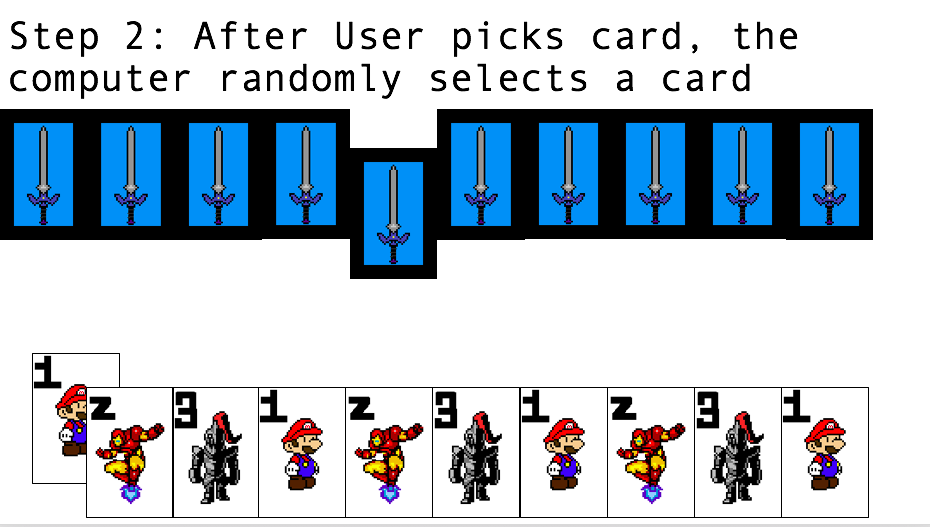 Step 2: After User picks card, the
computer randomly selects a card
1
2 3 1 2 3 1 2 3 1